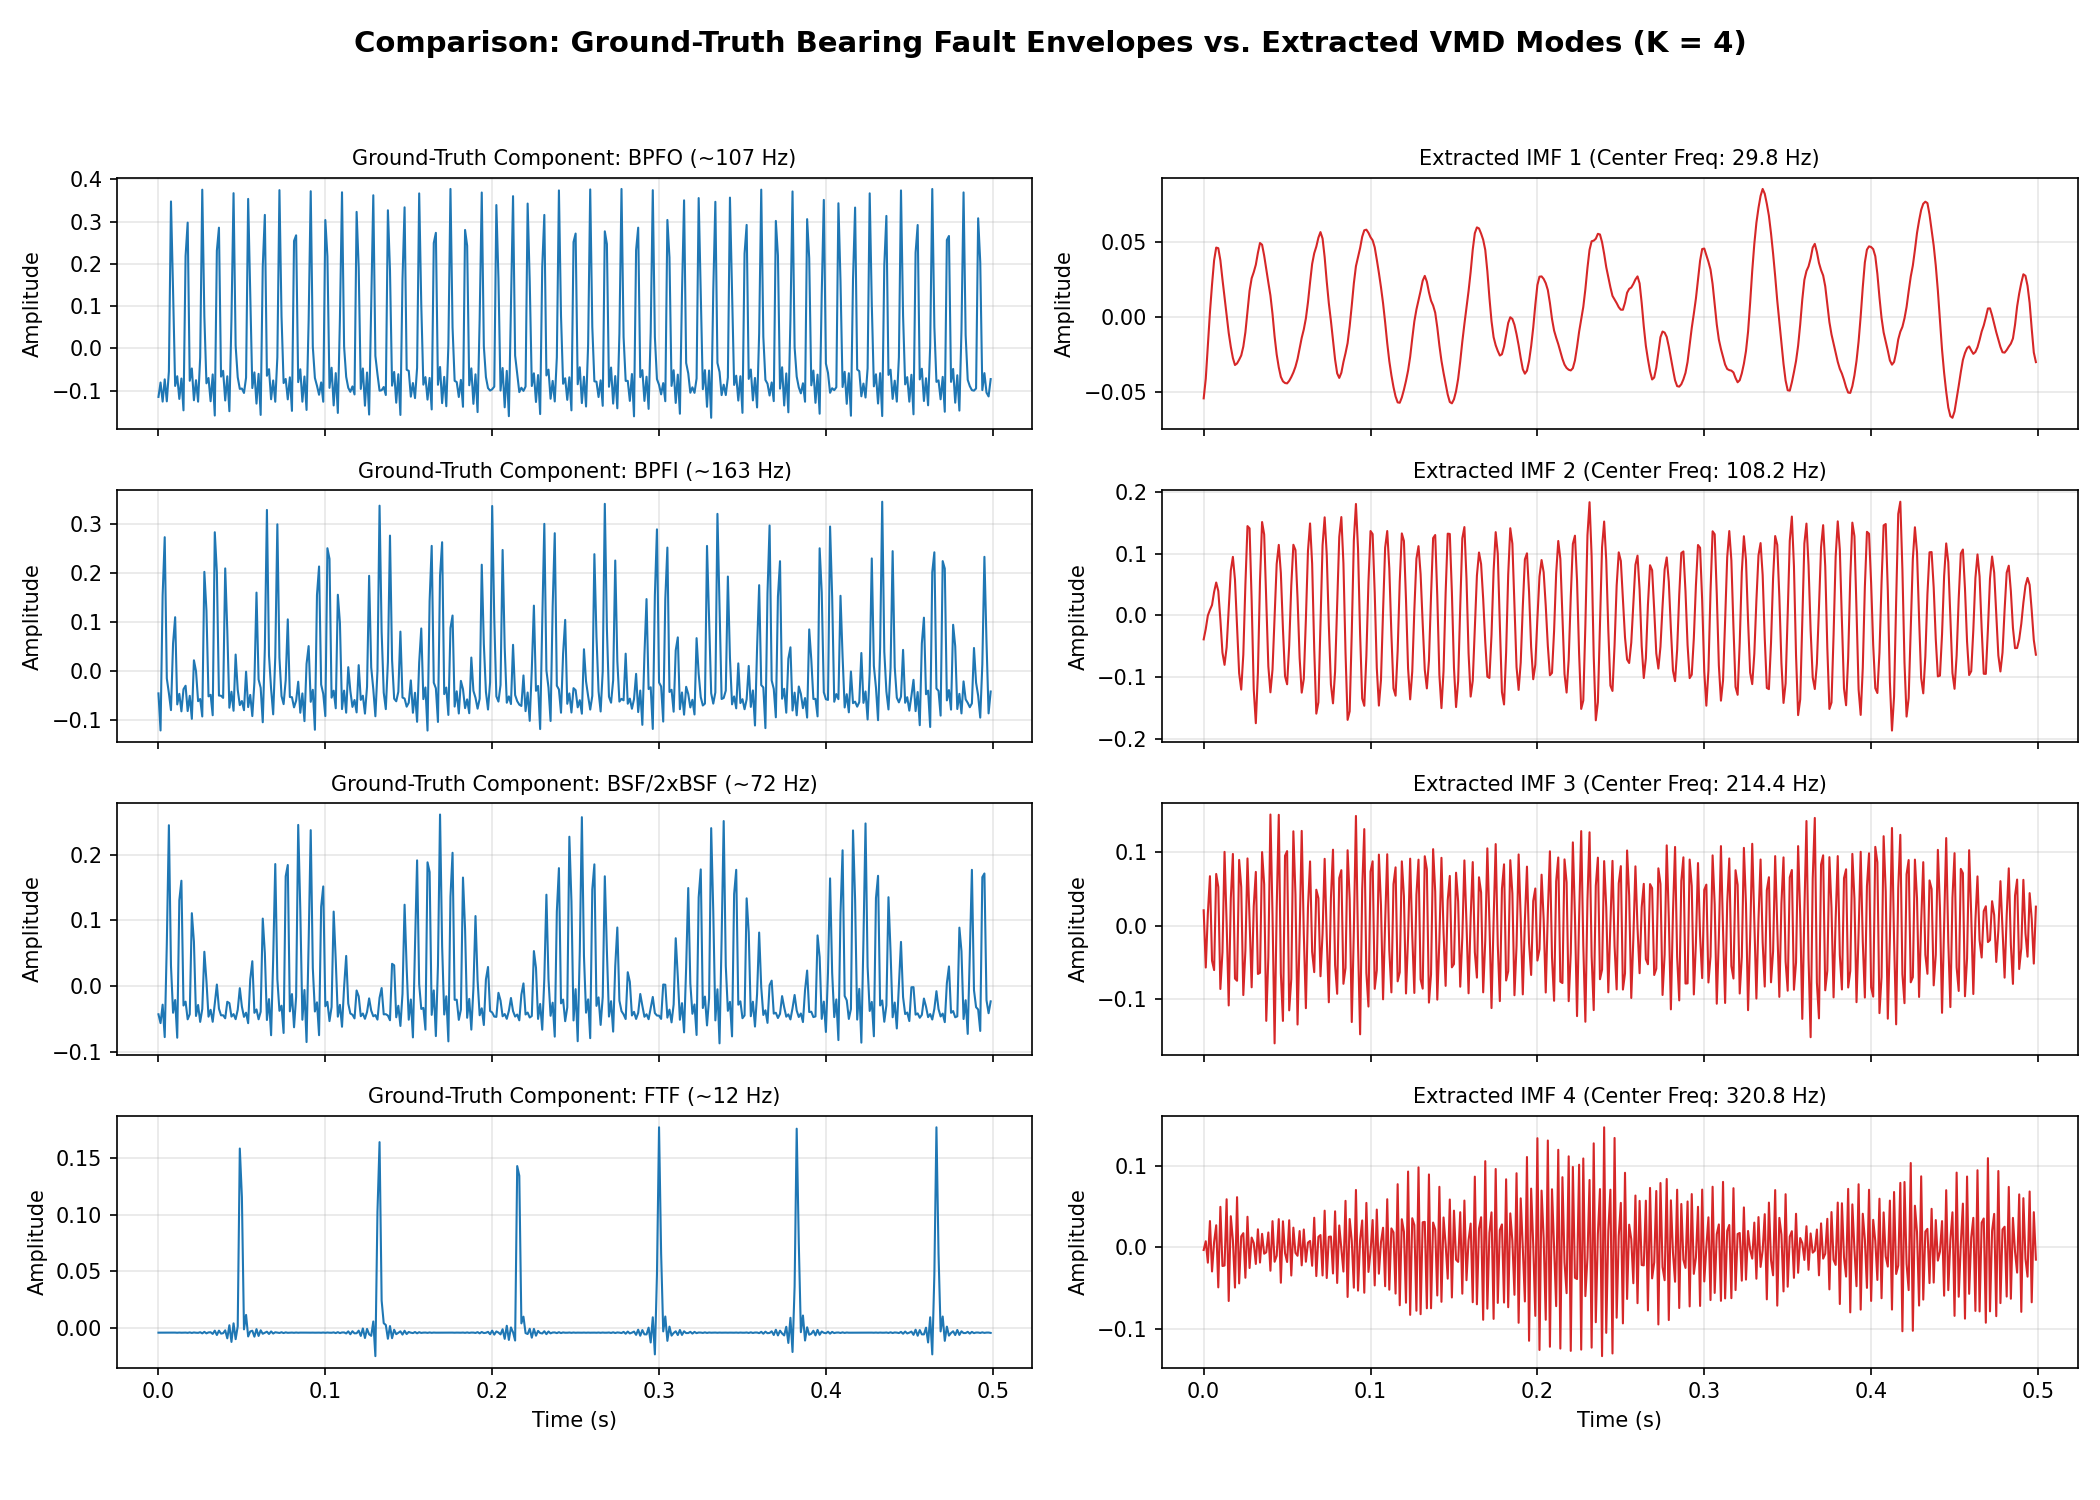 Comparison: Ground-Truth Bearing Fault Envelopes vs. Extracted VMD Modes (K = 4)
Ground-Truth Component: BPFO (~107 Hz)
Amplitude
0.4
0.3
0.2
0.1
0.0
−0.1
Extracted IMF 1 (Center Freq: 29.8 Hz)
Amplitude
0.05
0.00
−0.05
Ground-Truth Component: BPFI (~163 Hz)
Amplitude
0.3
0.2
0.1
0.0
−0.1
Extracted IMF 2 (Center Freq: 108.2 Hz)
Amplitude
0.2
0.1
0.0
−0.1
−0.2
Ground-Truth Component: BSF/2xBSF (~72 Hz)
Amplitude
0.2
0.1
0.0
−0.1
Extracted IMF 3 (Center Freq: 214.4 Hz)
Amplitude
0.1
0.0
−0.1
Ground-Truth Component: FTF (~12 Hz)
Amplitude
0.15
0.10
0.05
0.00
0.0 0.1 0.2 0.3 0.4 0.5
Time (s)
Extracted IMF 4 (Center Freq: 320.8 Hz)
Amplitude
0.1
0.0
−0.1
0.0 0.1 0.2 0.3 0.4 0.5
Time (s)